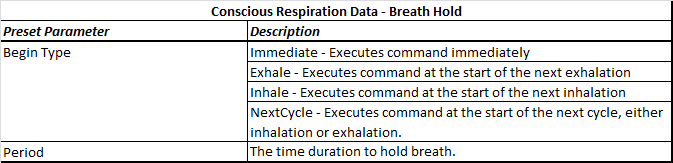 Conscious Respiration Data - Breath Hold
Preset Parameter Description
Begin Type Immediate - Executes command immediately
Exhale - Executes command at the start of the next exhalation
Inhale - Executes command at the start of the next inhalation
NextCycle - Executes command at the start of the next cycle, either
inhalation or exhalation.
Period The time duration to hold breath.